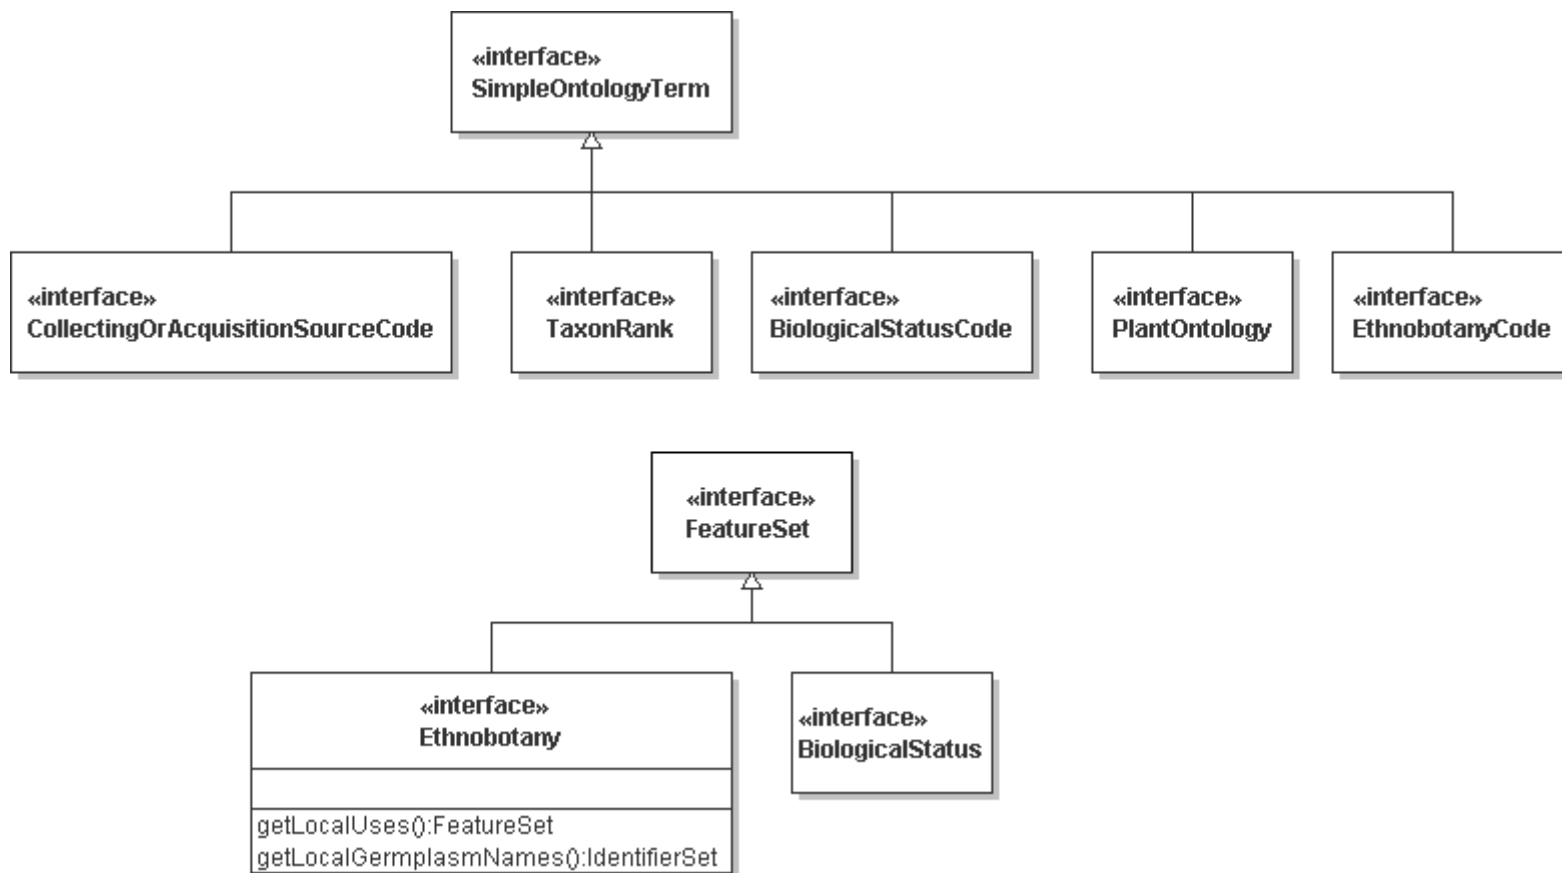 «interface»
SimpleOntologyTerm
«interface»
CollectingOrAcquisitionSourceCode
«interface»
TaxonRank
«interface»
BiologicalStatusCode
«interface»
PlantOntology
«interface»
EthnobotanyCode
«interface»
FeatureSet
«interface»
Ethnobotany
getLocalUses():FeatureSet
getLocalGermplasmNames():IdentifierSet
«interface»
BiologicalStatus